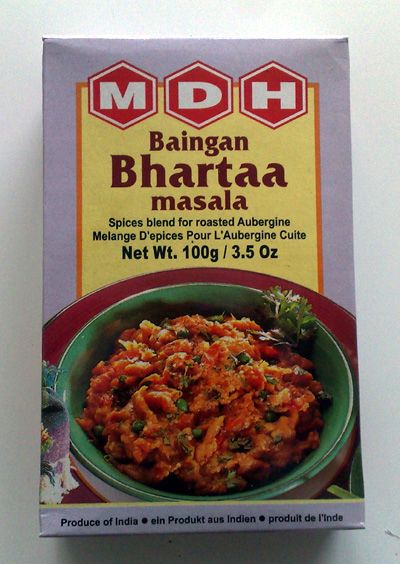 MDH
Baingan
Bhartaa
masala
Spices blend for roasted Aubergine
Melange D'epices Pour L'Aubergine Cuite
Net Wt. 100g / 3.5 Oz
Produce of India ● ein Produkt aus Indien ● produit de l'Inde